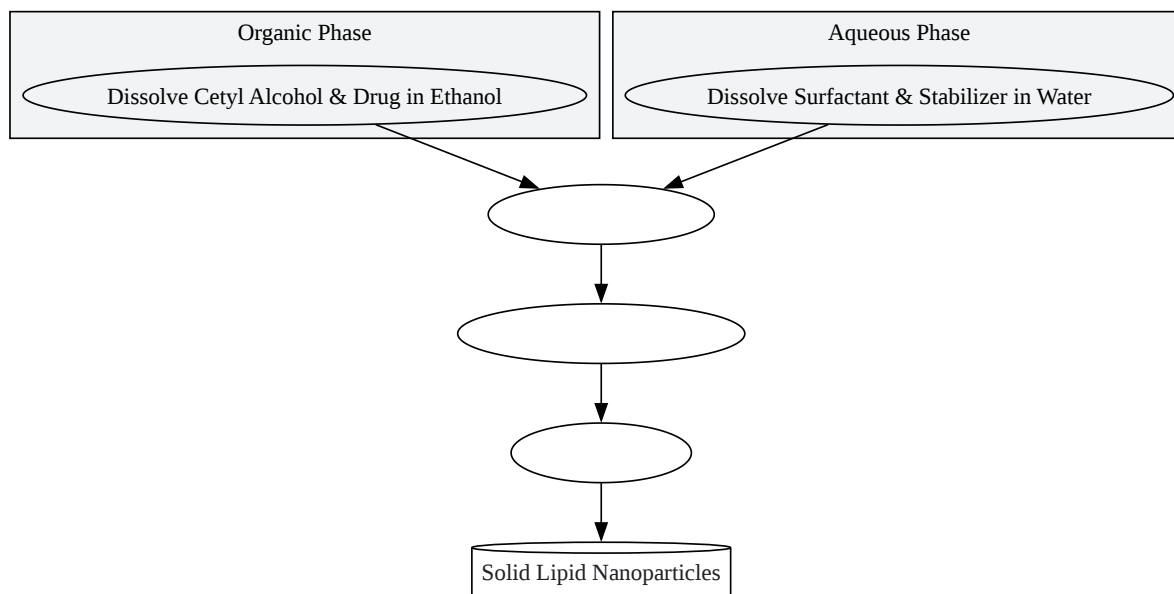 Organic Phase
Aqueous Phase
Dissolve Cetyl Alcohol & Drug in Ethanol
Dissolve Surfactant & Stabilizer in Water
Solid Lipid Nanoparticles